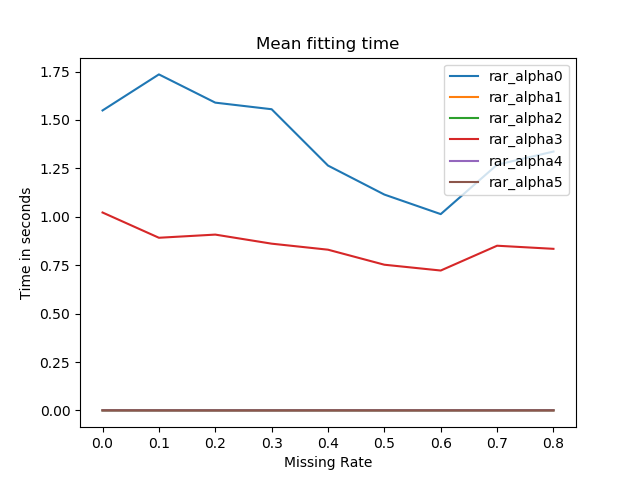 Mean fitting time
Time in seconds
1.75
1.50
1.25
1.00
0.75
0.50
0.25
0.00
rar_alpha0
rar_alpha1
rar_alpha2
rar_alpha3
rar_alpha4
rar_alpha5
0.0 0.1 0.2 0.3 0.4 0.5 0.6 0.7 0.8
Missing Rate